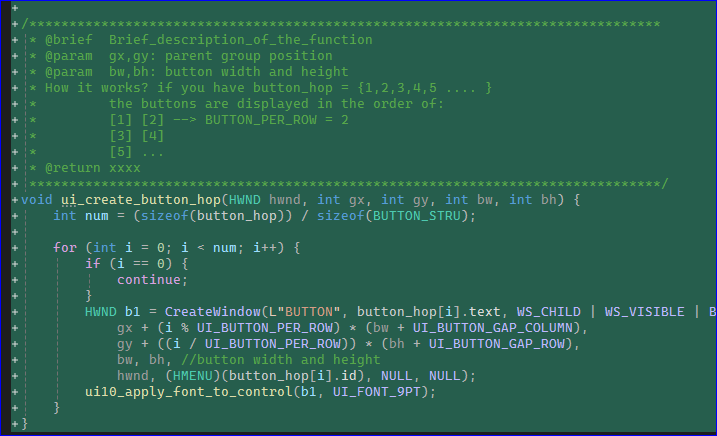 +
+/*******************************************************************************
+ * @brief  Brief_description_of_the_function
+ * @param  gx,gy: parent group position
+ * @param  bw,bh: button width and height
+ * How it works? if you have button_hop = {1,2,3,4,5 .... }
+ *         the buttons are displayed in the order of:
+ *         [1] [2] --> BUTTON_PER_ROW = 2
+ *         [3] [4]
+ *         [5] ...
+ * @return xxxx
+ *******************************************************************************/
+void ui_create_button_hop(HWND hwnd, int gx, int gy, int bw, int bh) {
+    int num = (sizeof(button_hop)) / sizeof(BUTTON_STRU);
+
+    for (int i = 0; i < num; i++) {
+        if (i == 0) {
+            continue;
+        }
+        HWND b1 = CreateWindow(L"BUTTON", button_hop[i].text, WS_CHILD | WS_VISIBLE | B
+            gx + (i % UI_BUTTON_PER_ROW) * (bw + UI_BUTTON_GAP_COLUMN),
+            gy + ((i / UI_BUTTON_PER_ROW)) * (bh + UI_BUTTON_GAP_ROW),
+            bw, bh, //button width and height
+            hwnd, (HMENU)(button_hop[i].id), NULL, NULL);
+        ui10_apply_font_to_control(b1, UI_FONT_9PT);
+    }
+}